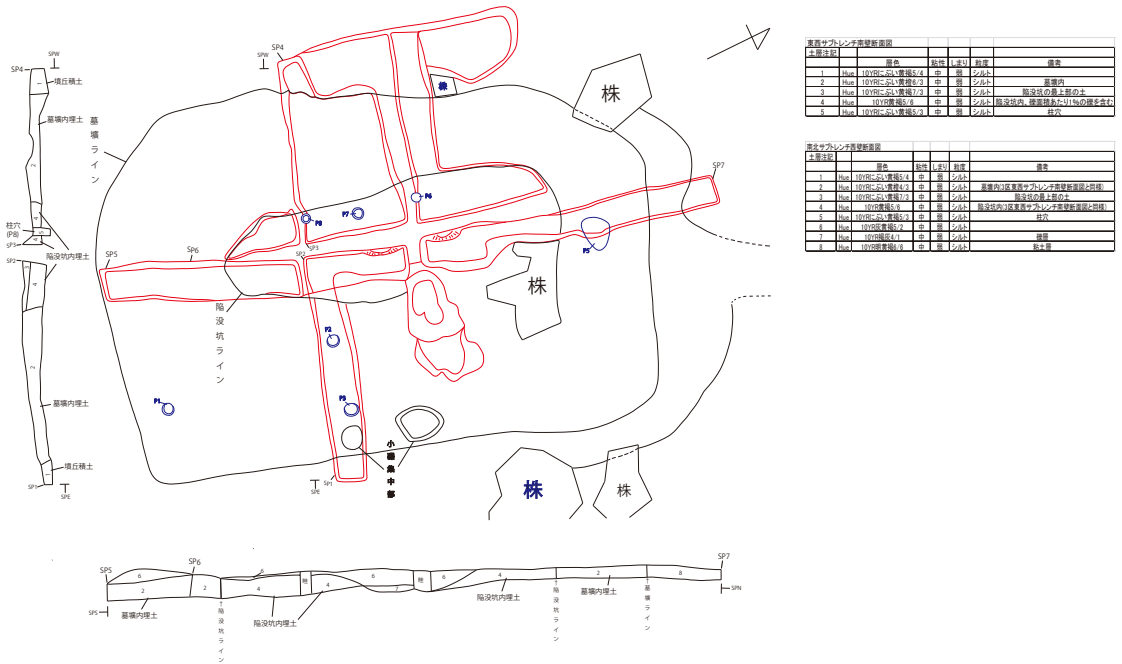 SPW
SP4
墳丘積土
1
墓壙内埋土
2
4
柱穴
(P8)
5
SP3
4
陥没坑内埋土
SP2
3
4
2
墓壙内埋土
墳丘積土
1
SP1
SPE
SP4
SPW
株
株
墓壙ライン
SP7
P6
P7
P8
SP3
SP2
P5
SP6
SP5
株
陥没坑ライン
P2
P1
P3
小礫集中部
SPE
SP1
株
株
東西サブトレンチ南壁断面図
土層注記
層色 粘性 しまり 粒度 備考
1 Hue 10YRにぶい黄褐5/4 中 弱 シルト
2 Hue 10YRにぶい黄橙6/3 中 弱 シルト 墓壙内
3 Hue 10YRにぶい黄橙7/3 中 弱 シルト 陥没坑の最上部の土
4 Hue 10YR黄褐5/6 中 弱 シルト 陥没坑内、礫面積あたり1%の礫を含む
5 Hue 10YRにぶい黄褐5/3 中 弱 シルト 柱穴
南北サブトレンチ西壁断面図
土層注記
層色 粘性 しまり 粒度 備考
1 Hue 10YRにぶい黄褐5/4 中 弱 シルト
2 Hue 10YRにぶい黄褐4/3 中 弱 シルト 墓壙内(3区東西サブトレンチ南壁断面図と同様)
3 Hue 10YRにぶい黄橙7/3 中 弱 シルト 陥没坑の最上部の土
4 Hue 10YR黄褐5/6 中 弱 シルト 陥没坑内(3区東西サブトレンチ南壁断面図と同様)
5 Hue 10YRにぶい黄褐5/3 中 弱 シルト 柱穴
6 Hue 10YR灰黄褐5/2 中 弱 シルト
7 Hue 10YR褐灰4/1 中 弱 シルト 礫層
8 Hue 10YR明黄褐6/6 中 弱 シルト 粘土層
SP5
SP6
SP7
6
6
6
6
4
2
8
2
2
4
4
7
SPS
SPN
墓壙内埋土
陥没坑内埋土
陥没坑内埋土
墓壙内埋土
↑陥没坑ライン
↑陥没坑ライン
↑墓壙ライン